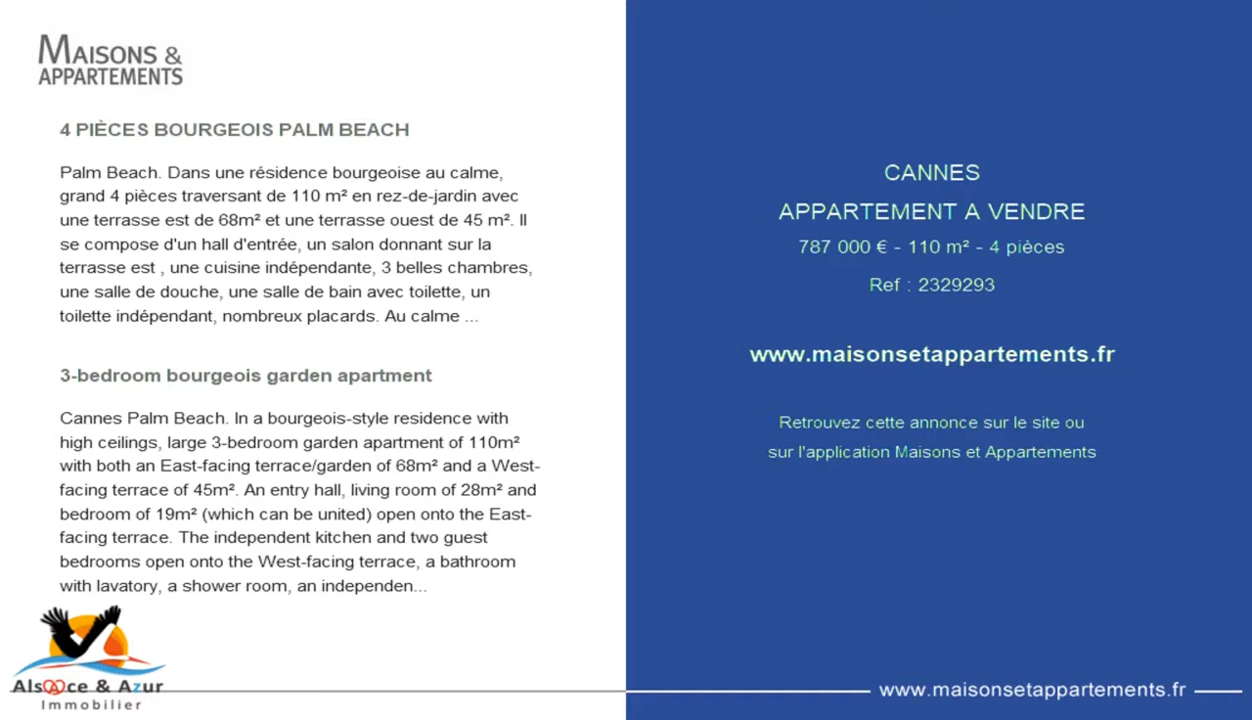 MAISONS &
APPARTEMENTS
4 PIÈCES BOURGEOIS PALM BEACH
Palm Beach. Dans une résidence bourgeoise au calme,
grand 4 pièces traversant de 110 m² en rez-de-jardin avec
une terrasse est de 68m² et une terrasse ouest de 45 m². Il
se compose d'un hall d'entrée, un salon donnant sur la
terrasse est , une cuisine indépendante, 3 belles chambres,
une salle de douche, une salle de bain avec toilette, un
toilette indépendant, nombreux placards. Au calme ...
3-bedroom bourgeois garden apartment
Cannes Palm Beach. In a bourgeois-style residence with
high ceilings, large 3-bedroom garden apartment of 110m²
with both an East-facing terrace/garden of 68m² and a West-
facing terrace of 45m². An entry hall, living room of 28m² and
bedroom of 19m² (which can be united) open onto the East-
facing terrace. The independent kitchen and two guest
bedrooms open onto the West-facing terrace, a bathroom
with lavatory, a shower room, an independen...
Alsace & Azur
Immobilier
CANNES
APPARTEMENT A VENDRE
787 000 € - 110 m² - 4 pièces
Ref : 2329293
www.maisonsetappartements.fr
Retrouvez cette annonce sur le site ou
sur l'application Maisons et Appartements
www.maisonsetappartements.fr